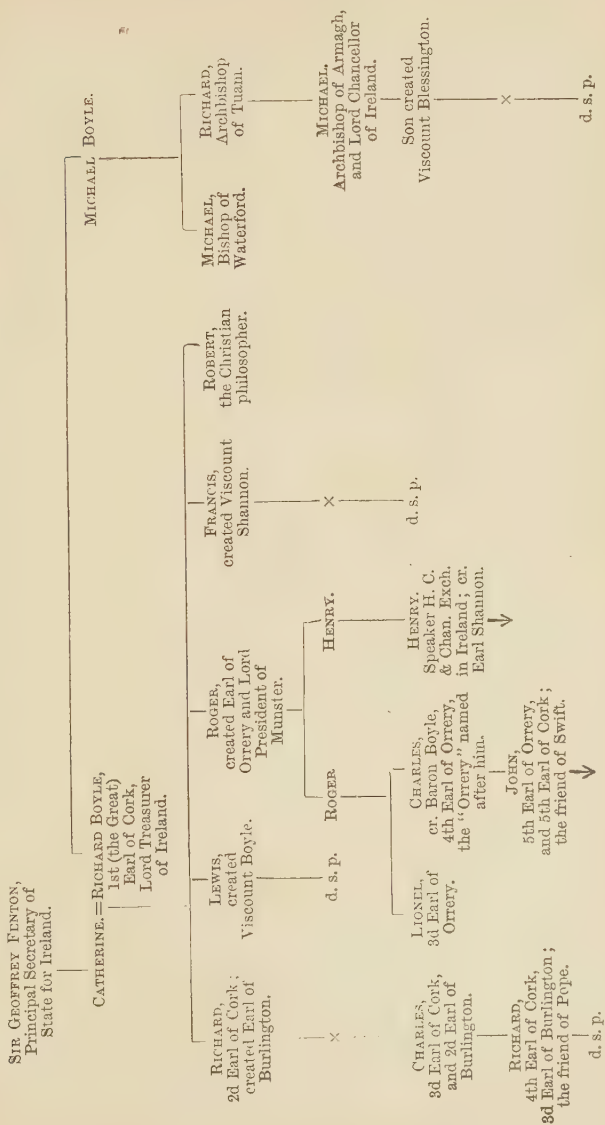 SIR GEOFFREY FENTON,
Principal Secretary of
State for Ireland.
CATHERINE.=RICHARD BOYLE,
1st (the Great)
Earl of Cork,
Lord Treasurer
of Ireland.
MICHAEL BOYLE.
RICHARD,
2d Earl of Cork;
created Earl of
Burlington.
LEWIS,
created
Viscount Boyle.
ROGER,
created Earl of
Orrery and Lord
President of
Munster.
FRANCIS,
created Viscount
Shannon.
ROBERT,
the Christian
philosopher.
MICHAEL,
Bishop of
Waterford.
RICHARD,
Archbishop
of Tuam.
×
d. s. p.
ROGER
HENRY.
×
MICHAEL.
Archbishop of Armagh,
and Lord Chancellor
of Ireland.
CHARLES,
3d Earl of Cork,
and 2d Earl of
Burlington.
LIONEL,
3d Earl of
Orrery.
CHARLES,
cr. Baron Boyle,
4th Earl of Orrery,
the "Orrery" named
after him.
HENRY.
Speaker H. C.
& Chan. Exch.
in Ireland; cr.
Earl Shannon.
d. s. p.
Son created
Viscount Blessington.
RICHARD,
4th Earl of Cork,
3d Earl of Burlington;
the friend of Pope.
JOHN,
5th Earl of Orrery,
and 5th Earl of Cork;
the friend of Swift.
×
d. s. p.
d. s. p.